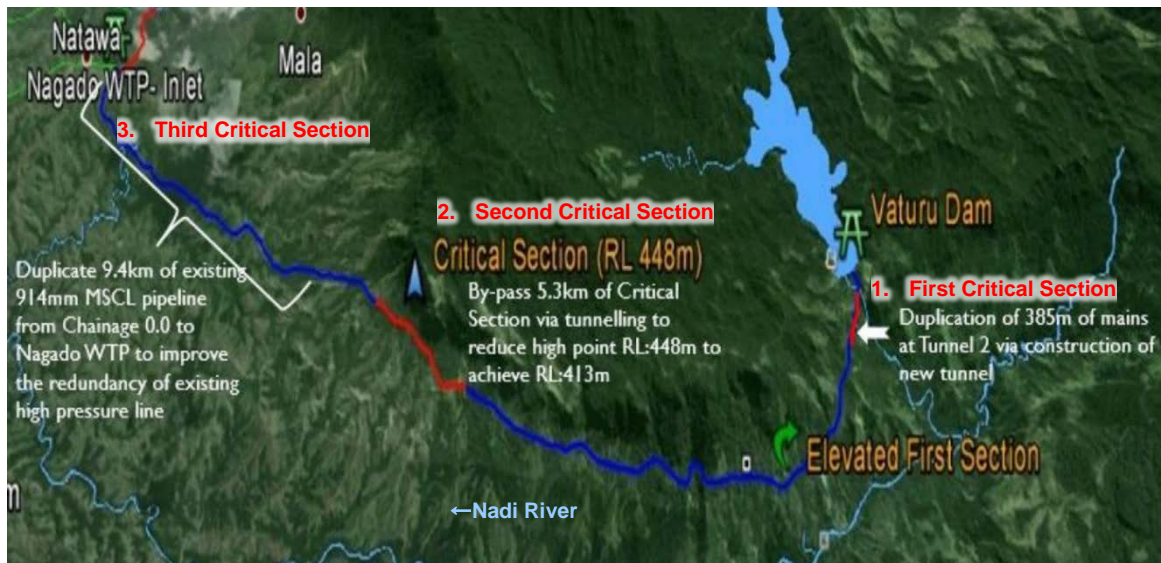 Natawa
Mala
Nagado WTP- Inlet
3. Third Critical Section
2. Second Critical Section
Critical Section (RL 448m)
By-pass 5.3km of Critical
Section via tunnelling to
reduce high point RL:448m to
achieve RL:413m
Vaturu Dam
1. First Critical Section
Duplication of 385m of mains
at Tunnel 2 via construction of
new tunnel
Duplicate 9.4km of existing
914mm MSCL pipeline
from Chainage 0.0 to
Nagado WTP to improve
the redundancy of existing
high pressure line
Elevated First Section
m
←Nadi River